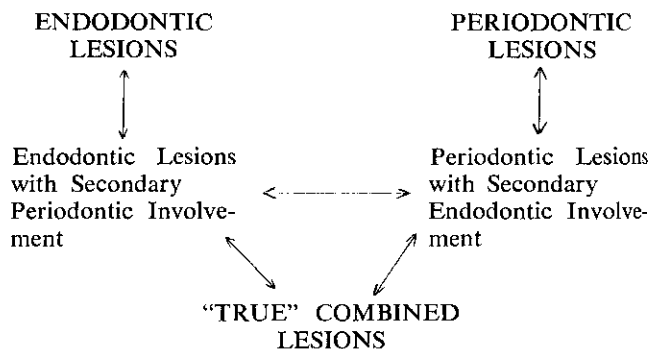 ENDODONTIC
LESIONS
PERIODONTIC
LESIONS
Endodontic Lesions
with Secondary
Periodontic Involve-
ment
Periodontic Lesions
with Secondary
Endodontic Involve-
ment
“TRUE” COMBINED
LESIONS